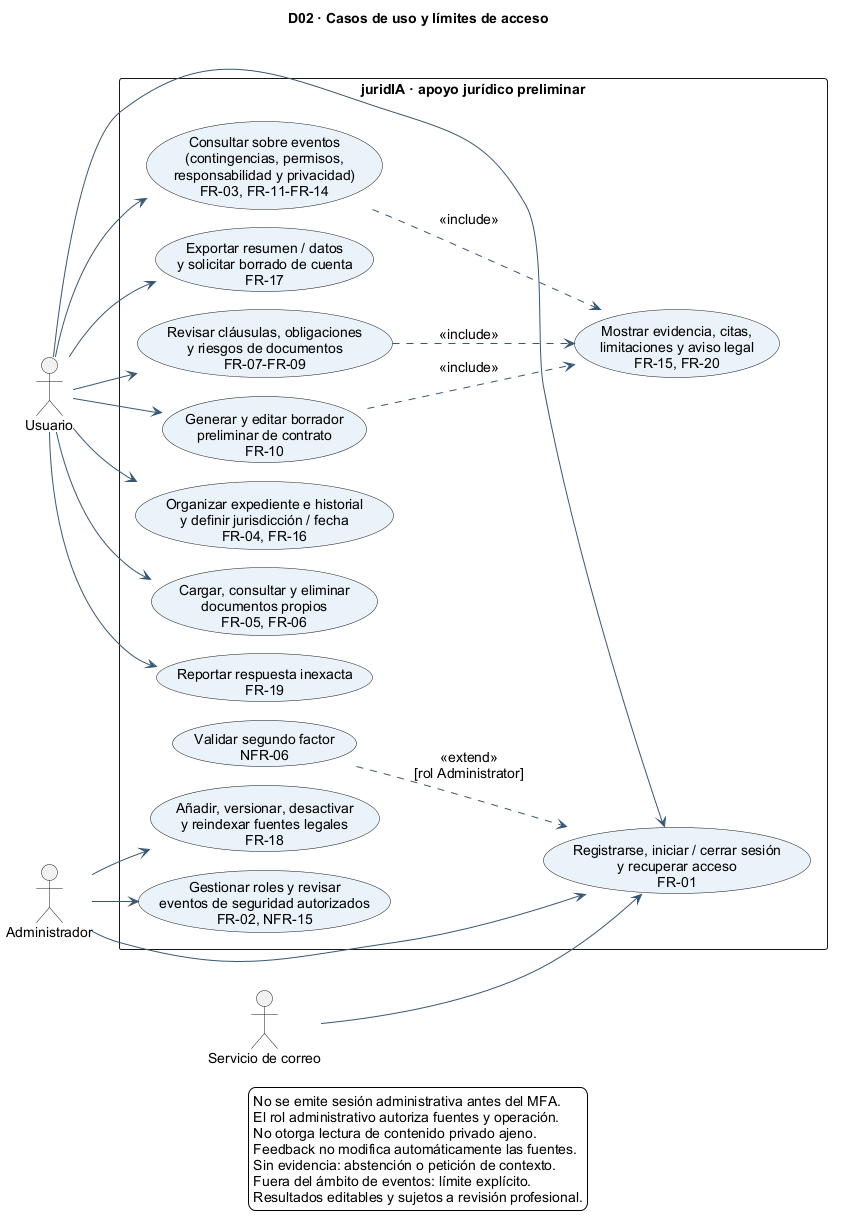 D02 · Casos de uso y límites de acceso
juridIA · apoyo jurídico preliminar
Consultar sobre eventos
(contingencias, permisos,
responsabilidad y privacidad)
FR-03, FR-11-FR-14
«include»
Exportar resumen / datos
y solicitar borrado de cuenta
FR-17
Revisar cláusulas, obligaciones
y riesgos de documentos
FR-07-FR-09
«include»
Mostrar evidencia, citas,
limitaciones y aviso legal
FR-15, FR-20
«include»
Usuario
Generar y editar borrador
preliminar de contrato
FR-10
Organizar expediente e historial
y definir jurisdicción / fecha
FR-04, FR-16
Cargar, consultar y eliminar
documentos propios
FR-05, FR-06
Reportar respuesta inexacta
FR-19
Validar segundo factor
NFR-06
«extend»
[rol Administrator]
Añadir, versionar, desactivar
y reindexar fuentes legales
FR-18
Registrarse, iniciar / cerrar sesión
y recuperar acceso
FR-01
Gestionar roles y revisar
eventos de seguridad autorizados
FR-02, NFR-15
Administrador
Servicio de correo
No se emite sesión administrativa antes del MFA.
El rol administrativo autoriza fuentes y operación.
No otorga lectura de contenido privado ajeno.
Feedback no modifica automáticamente las fuentes.
Sin evidencia: abstención o petición de contexto.
Fuera del ámbito de eventos: límite explícito.
Resultados editables y sujetos a revisión profesional.